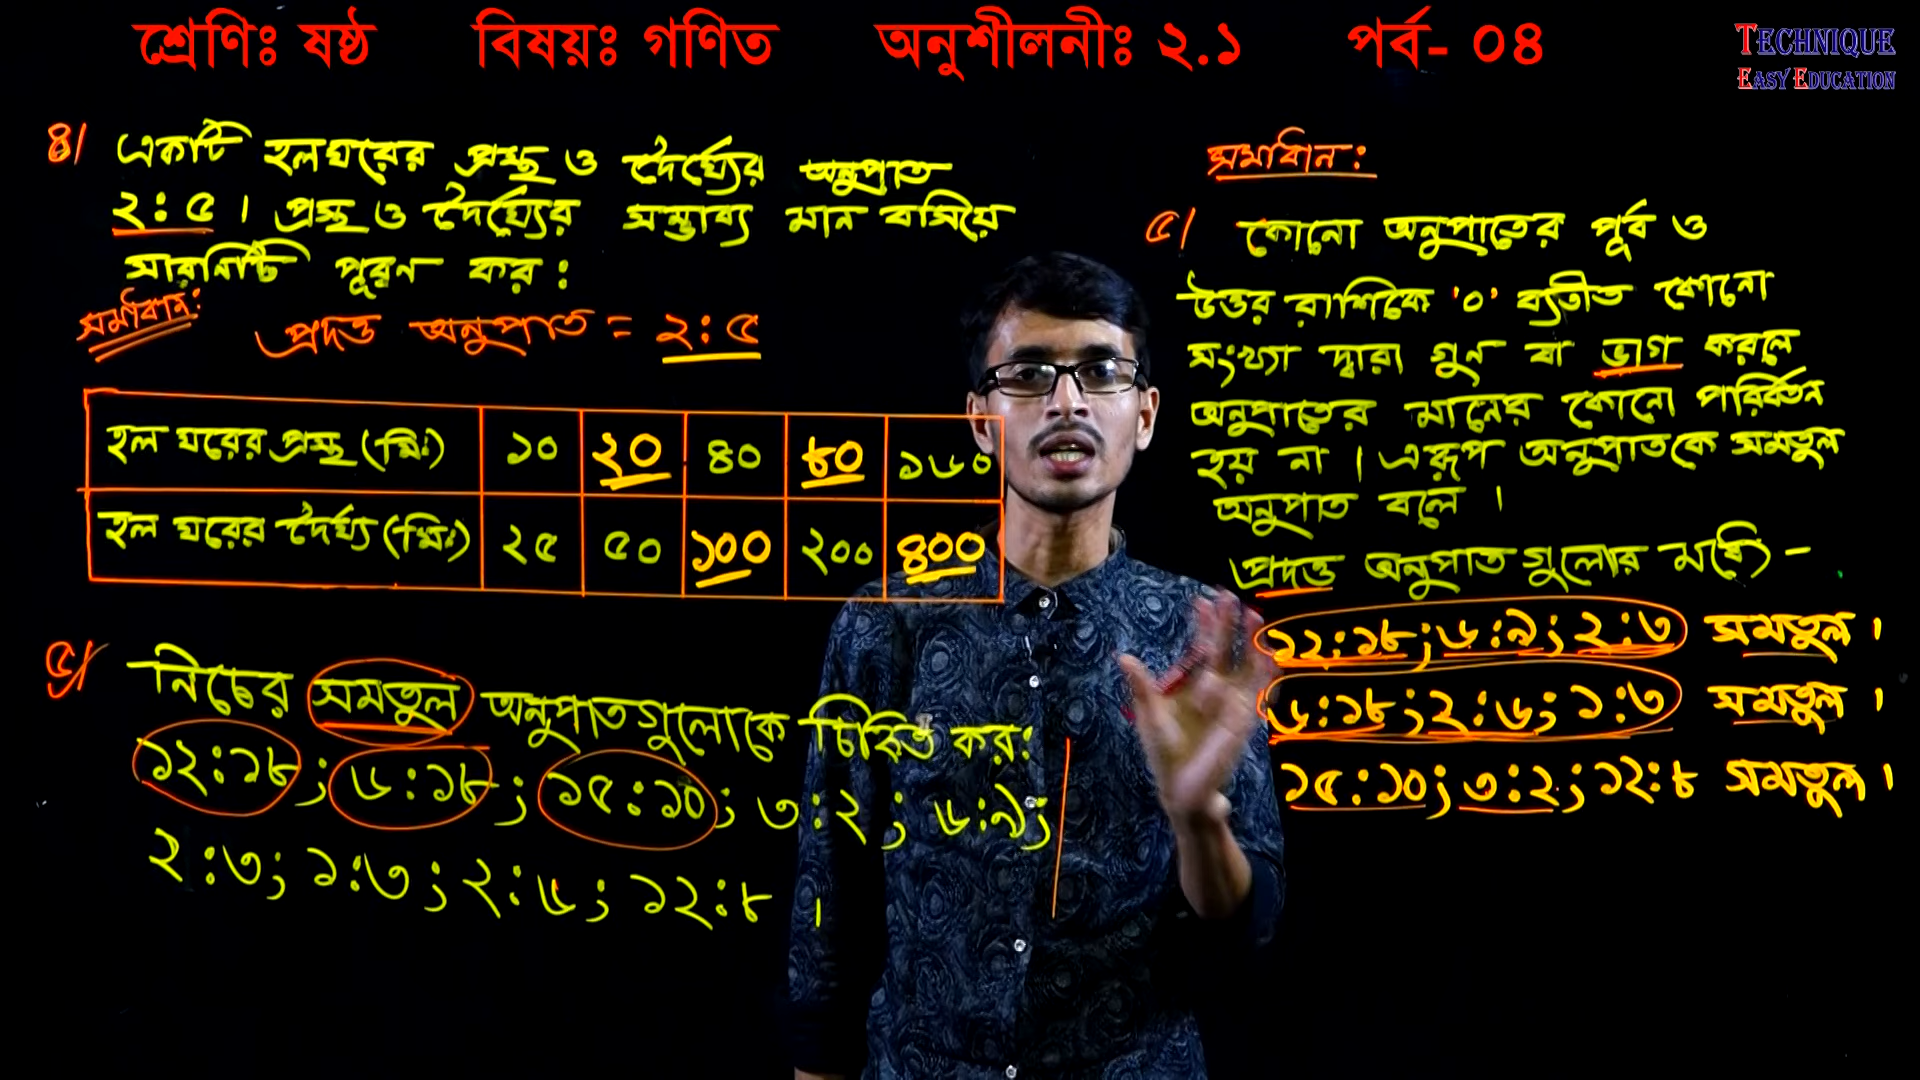 শ্রেণিঃ ষষ্ঠ বিষয়ঃ গণিত অনুশীলনীঃ ২.১ পর্ব- ০৪
TECHNIQUE
EASY EDUCATION
৪/ একটি হলঘরের প্রস্থ ও দৈর্ঘ্যের অনুপাত
২ : ৫ । প্রস্থ ও দৈর্ঘ্যের সম্ভাব্য মান বসিয়ে
সারণিটি পূরণ কর :
সমাধান:
প্রদত্ত অনুপাত = ২ : ৫
হল ঘরের প্রস্থ (মি:) ১০ ২০ ৪০ ৮০ ১৬০
হল ঘরের দৈর্ঘ্য (মি:) ২৫ ৫০ ১০০ ২০০ ৪০০
৫/ নিচের সমতুল অনুপাতগুলোকে চিহ্নিত কর:
১২:১৮ ; ৬:১৮ ; ১৫:১০ ; ৩:২ ; ৬:৯;
২:৩; ১:৩; ২:৬; ১২:৮ ।
সমাধান :
৫/ কোনো অনুপাতের পূর্ব ও
উত্তর রাশিকে '০' ব্যতীত কোনো
সংখ্যা দ্বারা গুন বা ভাগ করলে
অনুপাতের মানের কোনো পরিবর্তন
হয় না । এরূপ অনুপাতকে সমতুল
অনুপাত বলে ।
প্রদত্ত অনুপাত গুলোর মধ্যে -
১২:১৮; ৬:৯; ২:৩ সমতুল ।
৬:১৮; ২:৬; ১:৩ সমতুল ।
১৫:১০; ৩:২; ১২:৮ সমতুল ।